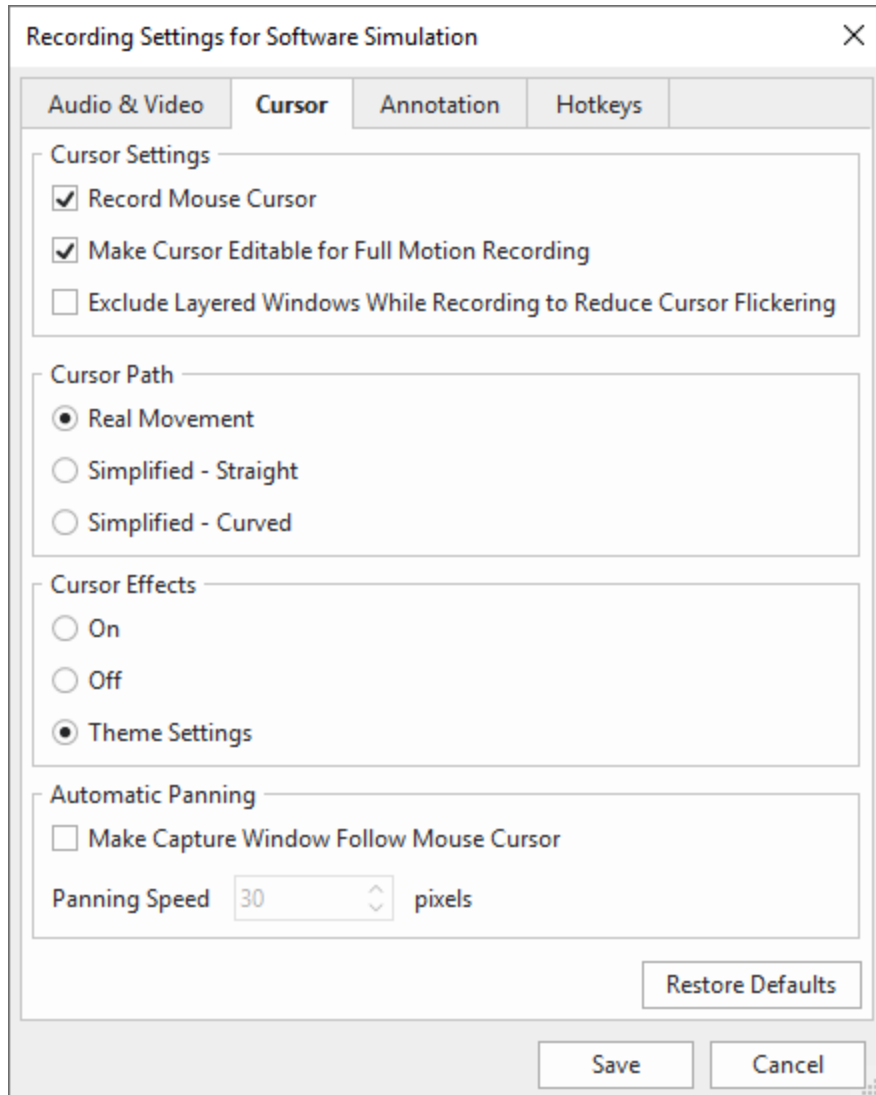 Recording Settings for Software Simulation
Audio & Video Cursor Annotation Hotkeys
Cursor Settings
Record Mouse Cursor
Make Cursor Editable for Full Motion Recording
Exclude Layered Windows While Recording to Reduce Cursor Flickering
Cursor Path
Real Movement
Simplified - Straight
Simplified - Curved
Cursor Effects
On
Off
Theme Settings
Automatic Panning
Make Capture Window Follow Mouse Cursor
Panning Speed 30 pixels
Restore Defaults
Save Cancel